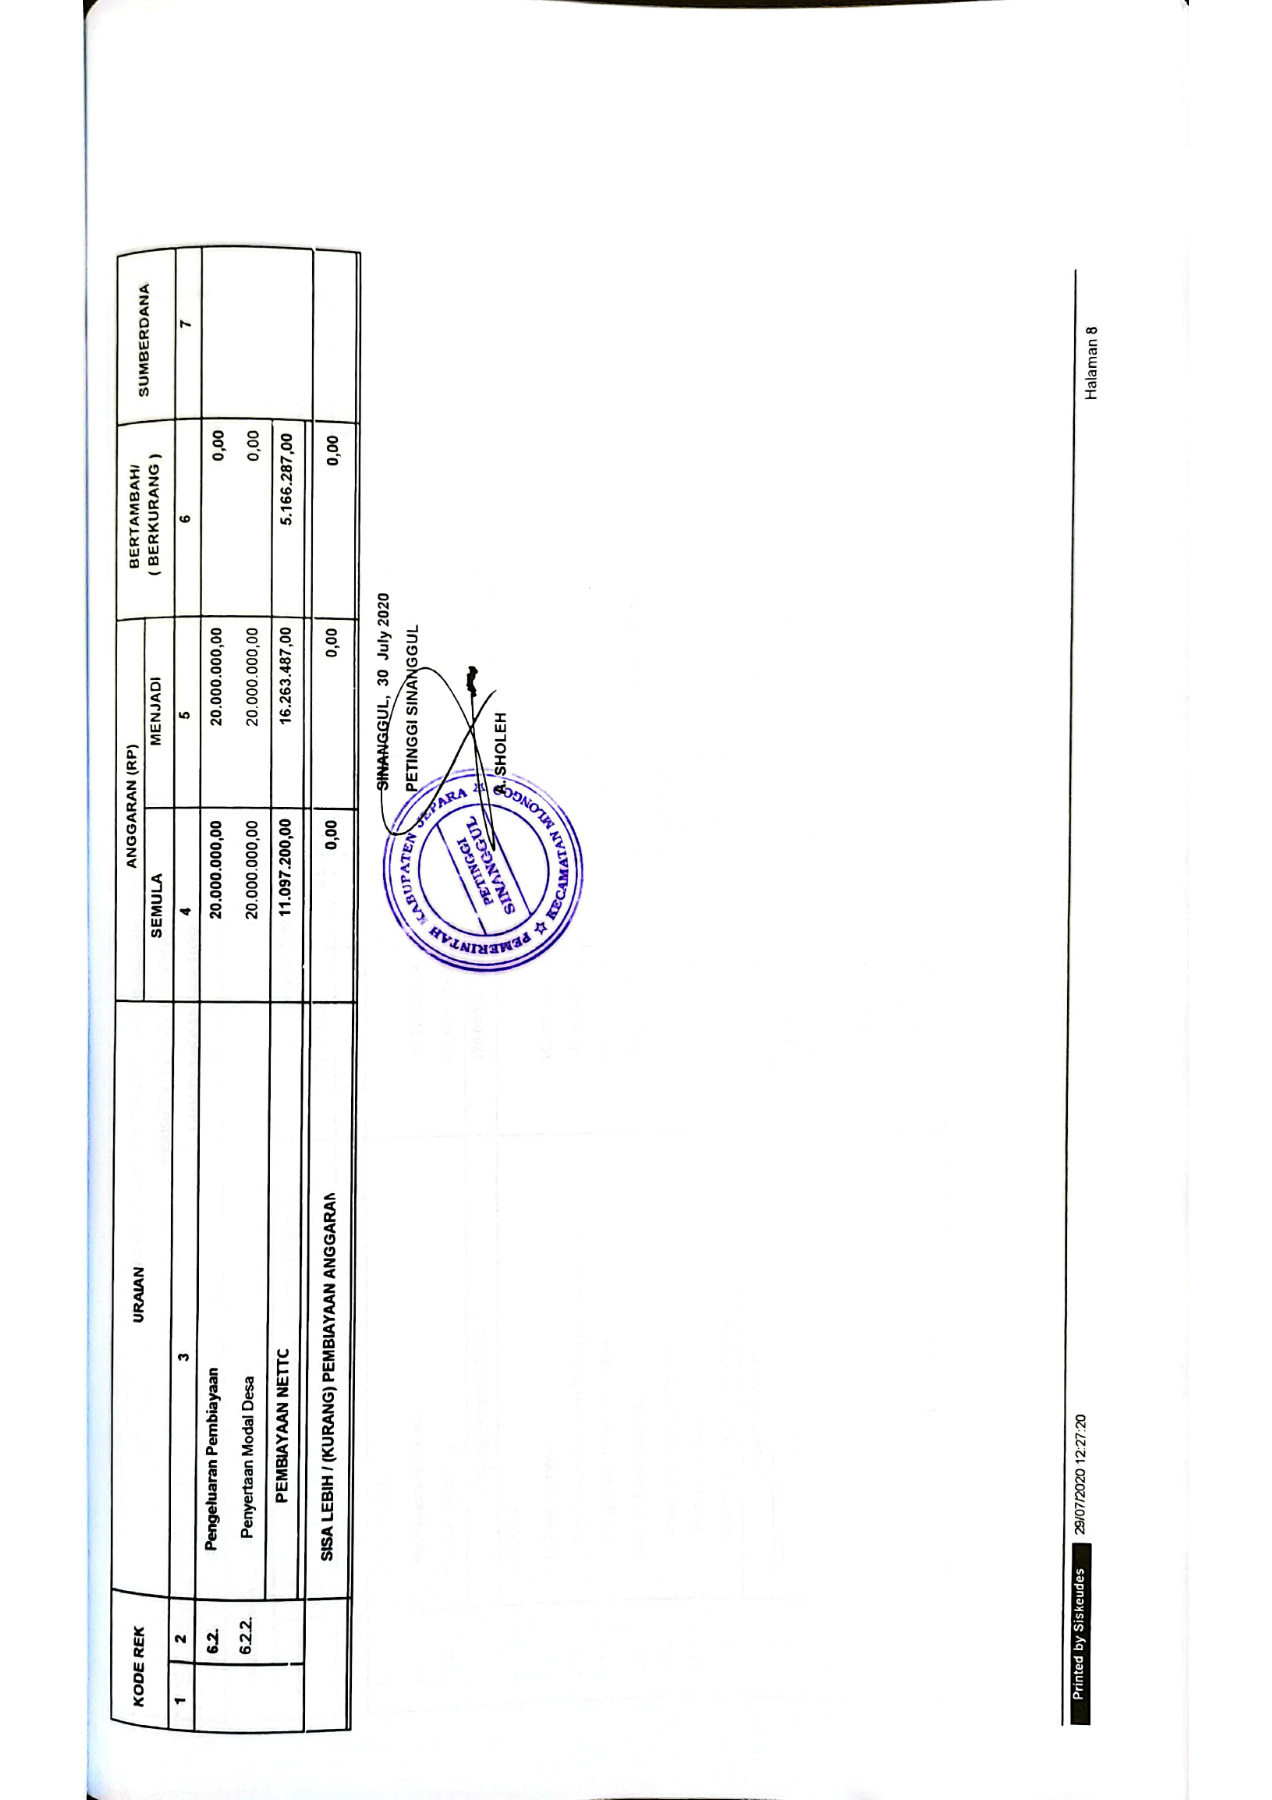 KODE REK URAIAN ANGGARAN (RP) BERTAMBAH/ ( BERKURANG ) SUMBERDANA
SEMULA MENJADI
1 2 3 4 5 6 7
6.2. Pengeluaran Pembiayaan 20.000.000,00 20.000.000,00 0,00
6.2.2. Penyertaan Modal Desa 20.000.000,00 20.000.000,00 0,00
PEMBIAYAAN NETTC 11.097.200,00 16.263.487,00 5.166.287,00
SISA LEBIH / (KURANG) PEMBIAYAAN ANGGARAN 0,00 0,00 0,00
SINANGGUL, 30 July 2020
PETINGGI SINANGGUL
PEMERINTAH KABUPATEN JEPARA
KECAMATAN MLONGGO
PETINGGI
SINANGGUL
A. SHOLEH
Printed by Siskeudes 29/07/2020 12:27:20 Halaman 8